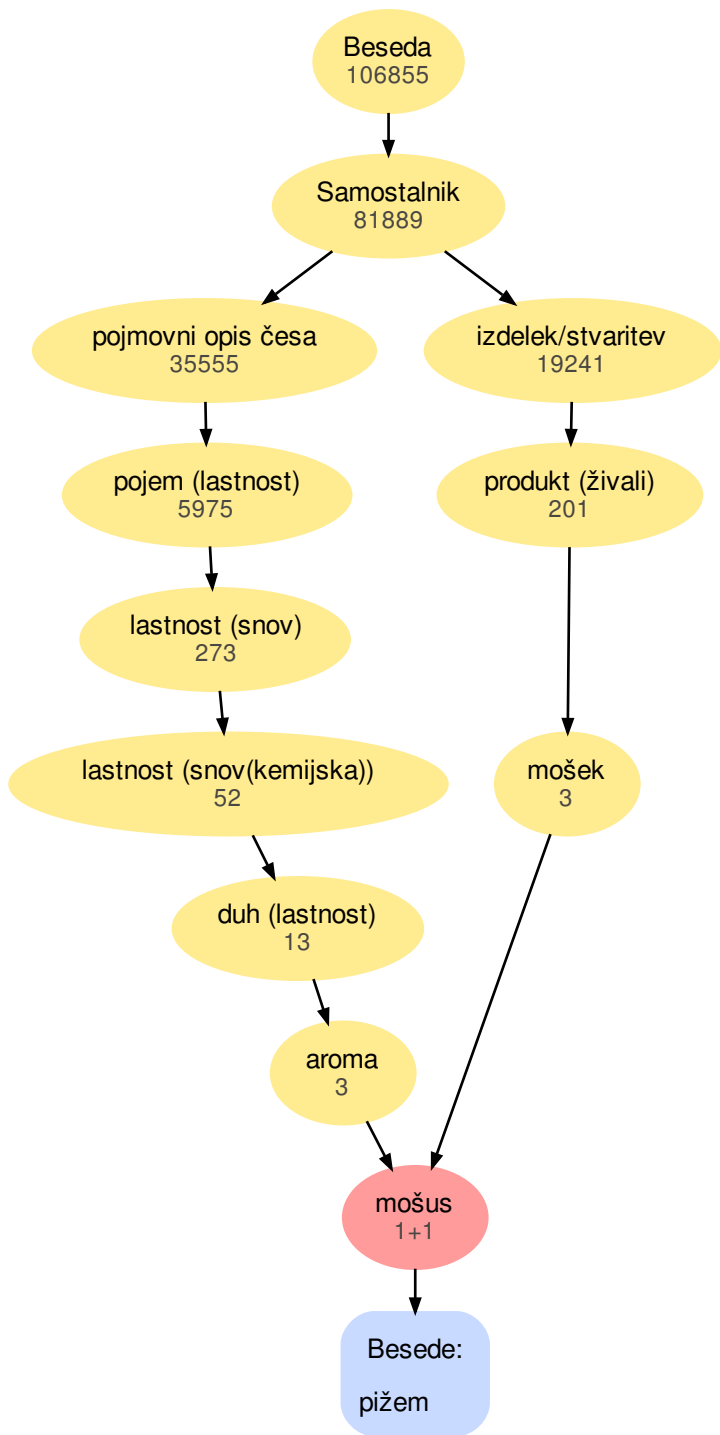 Beseda
106855
Samostalnik
81889
pojmovni opis česa
35555
izdelek/stvaritev
19241
pojem (lastnost)
5975
produkt (živali)
201
lastnost (snov)
273
lastnost (snov(kemijska))
52
mošek
3
duh (lastnost)
13
aroma
3
mošus
1+1
Besede:
pižem